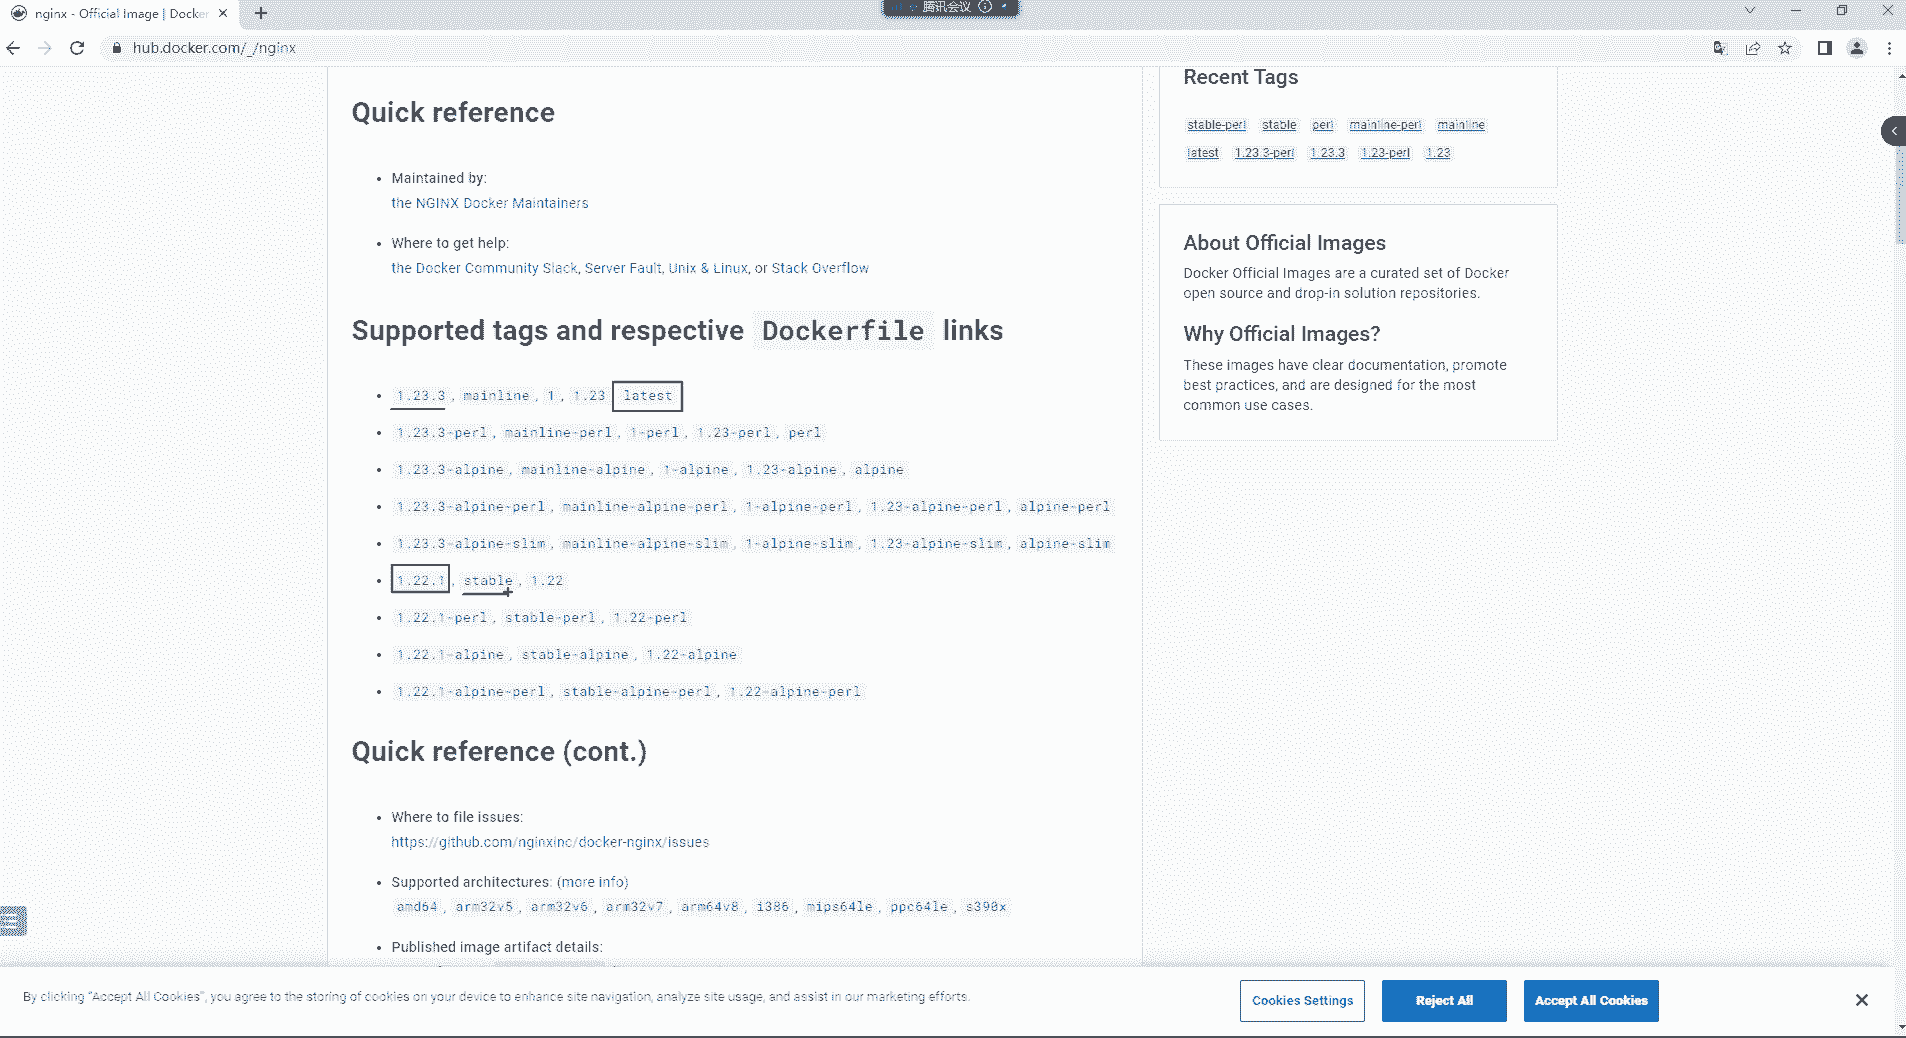 nginx - Official Image | Docker
腾讯会议
hub.docker.com/_/nginx
Quick reference
Maintained by:
the NGINX Docker Maintainers
Where to get help:
the Docker Community Slack, Server Fault, Unix & Linux, or Stack Overflow
Supported tags and respective Dockerfile links
1.23.3, mainline, 1, 1.23 latest
1.23.3-perl, mainline-perl, 1-perl, 1.23-perl, perl
1.23.3-alpine, mainline-alpine, 1-alpine, 1.23-alpine, alpine
1.23.3-alpine-perl, mainline-alpine-perl, 1-alpine-perl, 1.23-alpine-perl, alpine-perl
1.23.3-alpine-slim, mainline-alpine-slim, 1-alpine-slim, 1.23-alpine-slim, alpine-slim
1.22.1, stable, 1.22
1.22.1-perl, stable-perl, 1.22-perl
1.22.1-alpine, stable-alpine, 1.22-alpine
1.22.1-alpine-perl, stable-alpine-perl, 1.22-alpine-perl
Quick reference (cont.)
Where to file issues:
https://github.com/nginxinc/docker-nginx/issues
Supported architectures: (more info)
amd64, arm32v5, arm32v6, arm32v7, arm64v8, i386, mips64le, ppc64le, s390x
Published image artifact details:
Recent Tags
stable-perl stable perl mainline-perl mainline
latest 1.23.3-perl 1.23.3 1.23-perl 1.23
About Official Images
Docker Official Images are a curated set of Docker
open source and drop-in solution repositories.
Why Official Images?
These images have clear documentation, promote
best practices, and are designed for the most
common use cases.
By clicking “Accept All Cookies”, you agree to the storing of cookies on your device to enhance site navigation, analyze site usage, and assist in our marketing efforts.
Cookies Settings
Reject All
Accept All Cookies